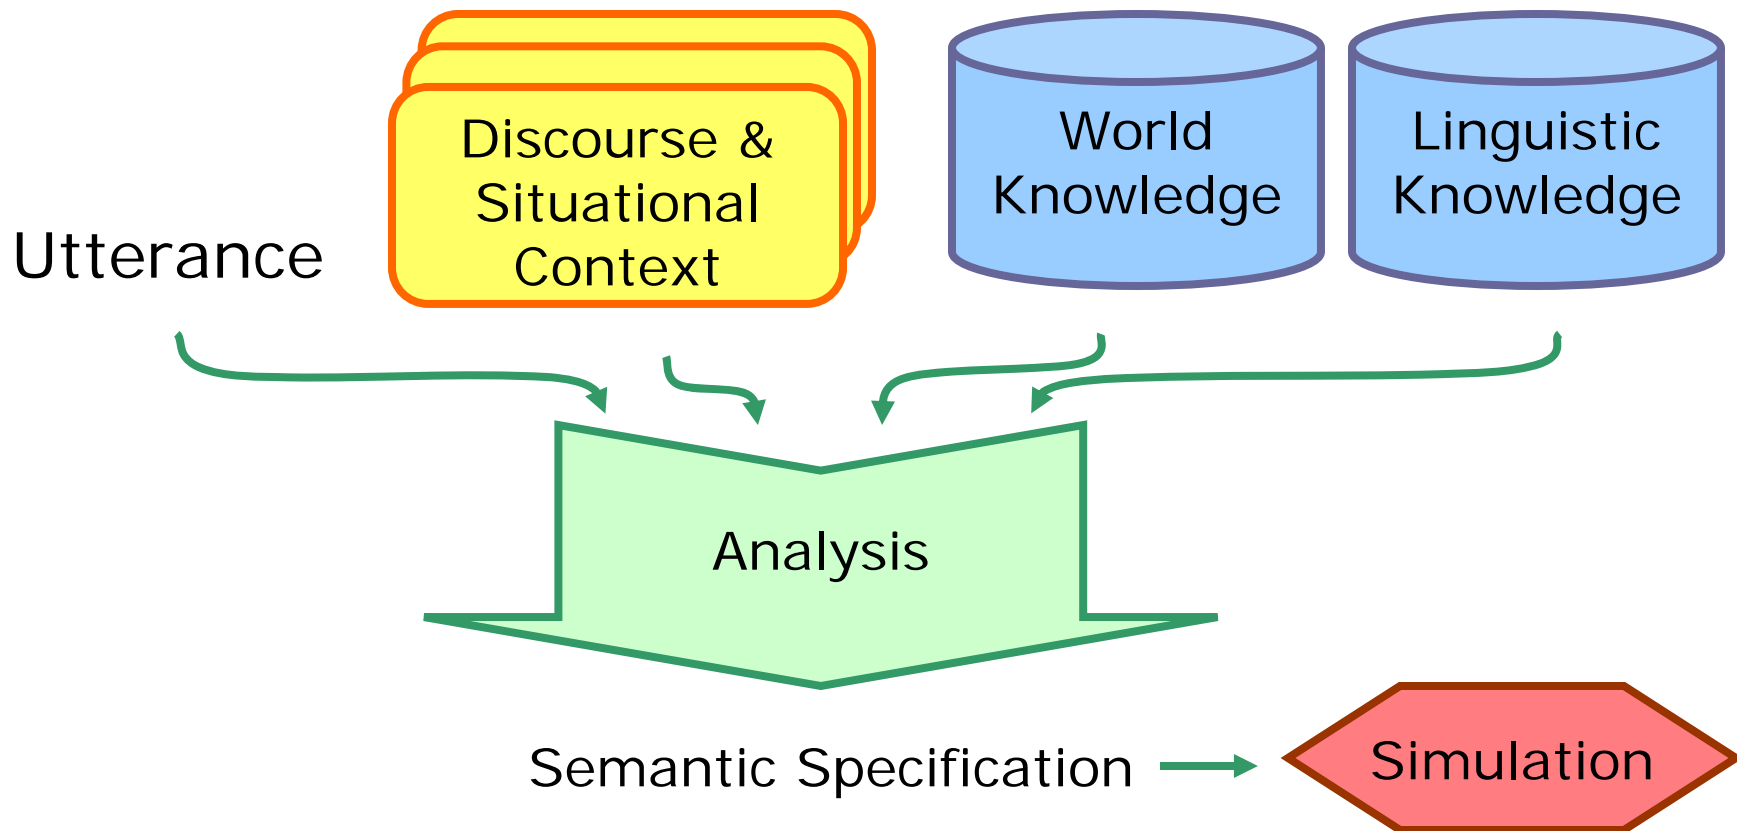 Utterance
Discourse &
Situational
Context
World
Knowledge
Linguistic
Knowledge
Analysis
Semantic Specification
Simulation